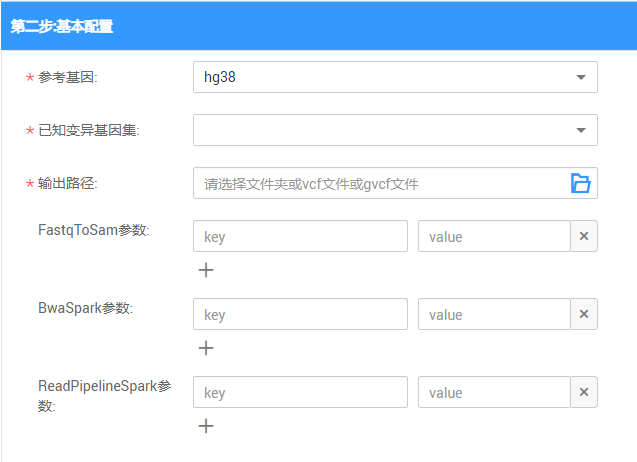 第二步:基本配置
* 参考基因: hg38
* 已知变异基因集:
* 输出路径: 请选择文件夹或vcf文件或gvcf文件
FastqToSam参数: key value ×
+
BwaSpark参数: key value ×
+
ReadPipelineSpark参 key value ×
数:
+